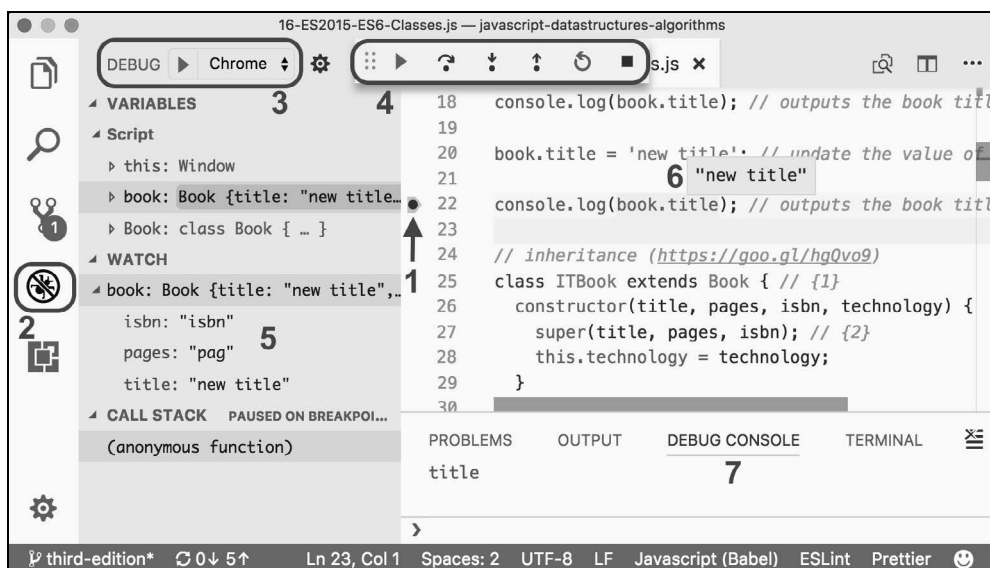 16-ES2015-ES6-Classes.js — javascript-datastructures-algorithms
DEBUG Chrome
s.js
3
4
VARIABLES
Script
this: Window
book: Book {title: "new title…
Book: class Book { … }
WATCH
book: Book {title: "new title",…
isbn: "isbn"
pages: "pag"
title: "new title"
5
CALL STACK PAUSED ON BREAKPOI...
(anonymous function)
1
2
1
18 console.log(book.title); // outputs the book titl
19
20 book.title = 'new title'; // update the value of
21
6 "new title"
22 console.log(book.title); // outputs the book titl
23
24 // inheritance (https://goo.gl/hgQvo9)
25 class ITBook extends Book { // {1}
26 constructor(title, pages, isbn, technology) {
27 super(title, pages, isbn); // {2}
28 this.technology = technology;
29 }
30
PROBLEMS OUTPUT DEBUG CONSOLE TERMINAL
7
title
third-edition* 0↓ 5↑ Ln 23, Col 1 Spaces: 2 UTF-8 LF Javascript (Babel) ESLint Prettier